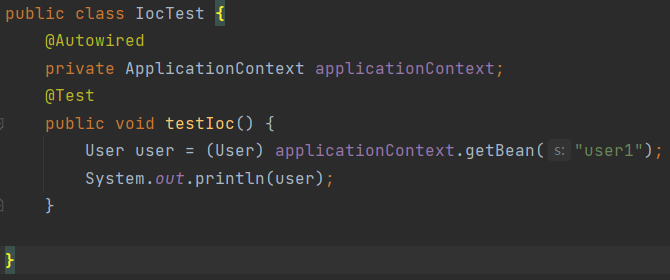 public class IocTest {
@Autowired
private ApplicationContext applicationContext;
@Test
public void testIoc() {
User user = (User) applicationContext.getBean( s: "user1");
System.out.println(user);
}
}